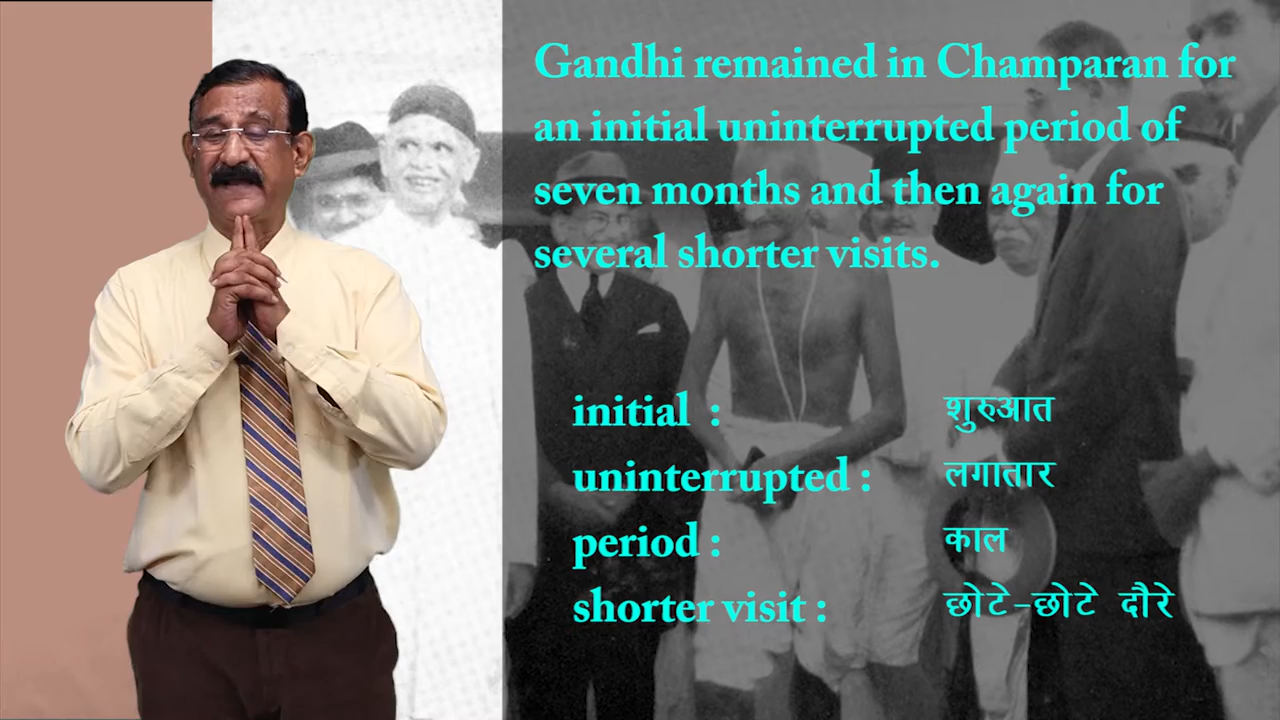 Gandhi remained in Champaran for
an initial uninterrupted period of
seven months and then again for
several shorter visits.
initial : शुरुआत
uninterrupted : लगातार
period : काल
shorter visit : छोटे-छोटे दौरे